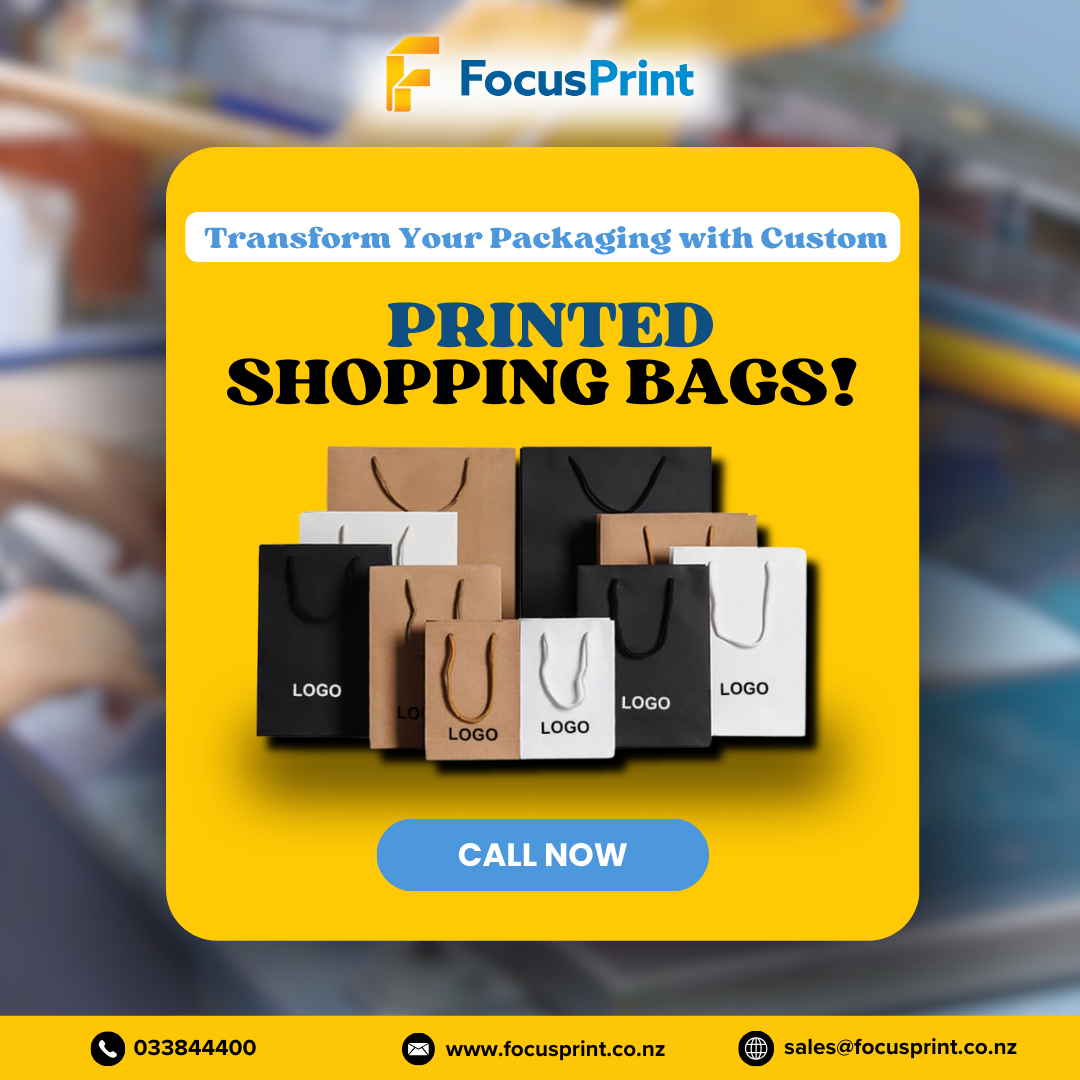 FocusPrint
Transform Your Packaging with Custom
PRINTED
SHOPPING BAGS!
LOGO
LOGO
LOGO
LOGO
LOGO
CALL NOW
033844400
www.focusprint.co.nz
sales@focusprint.co.nz